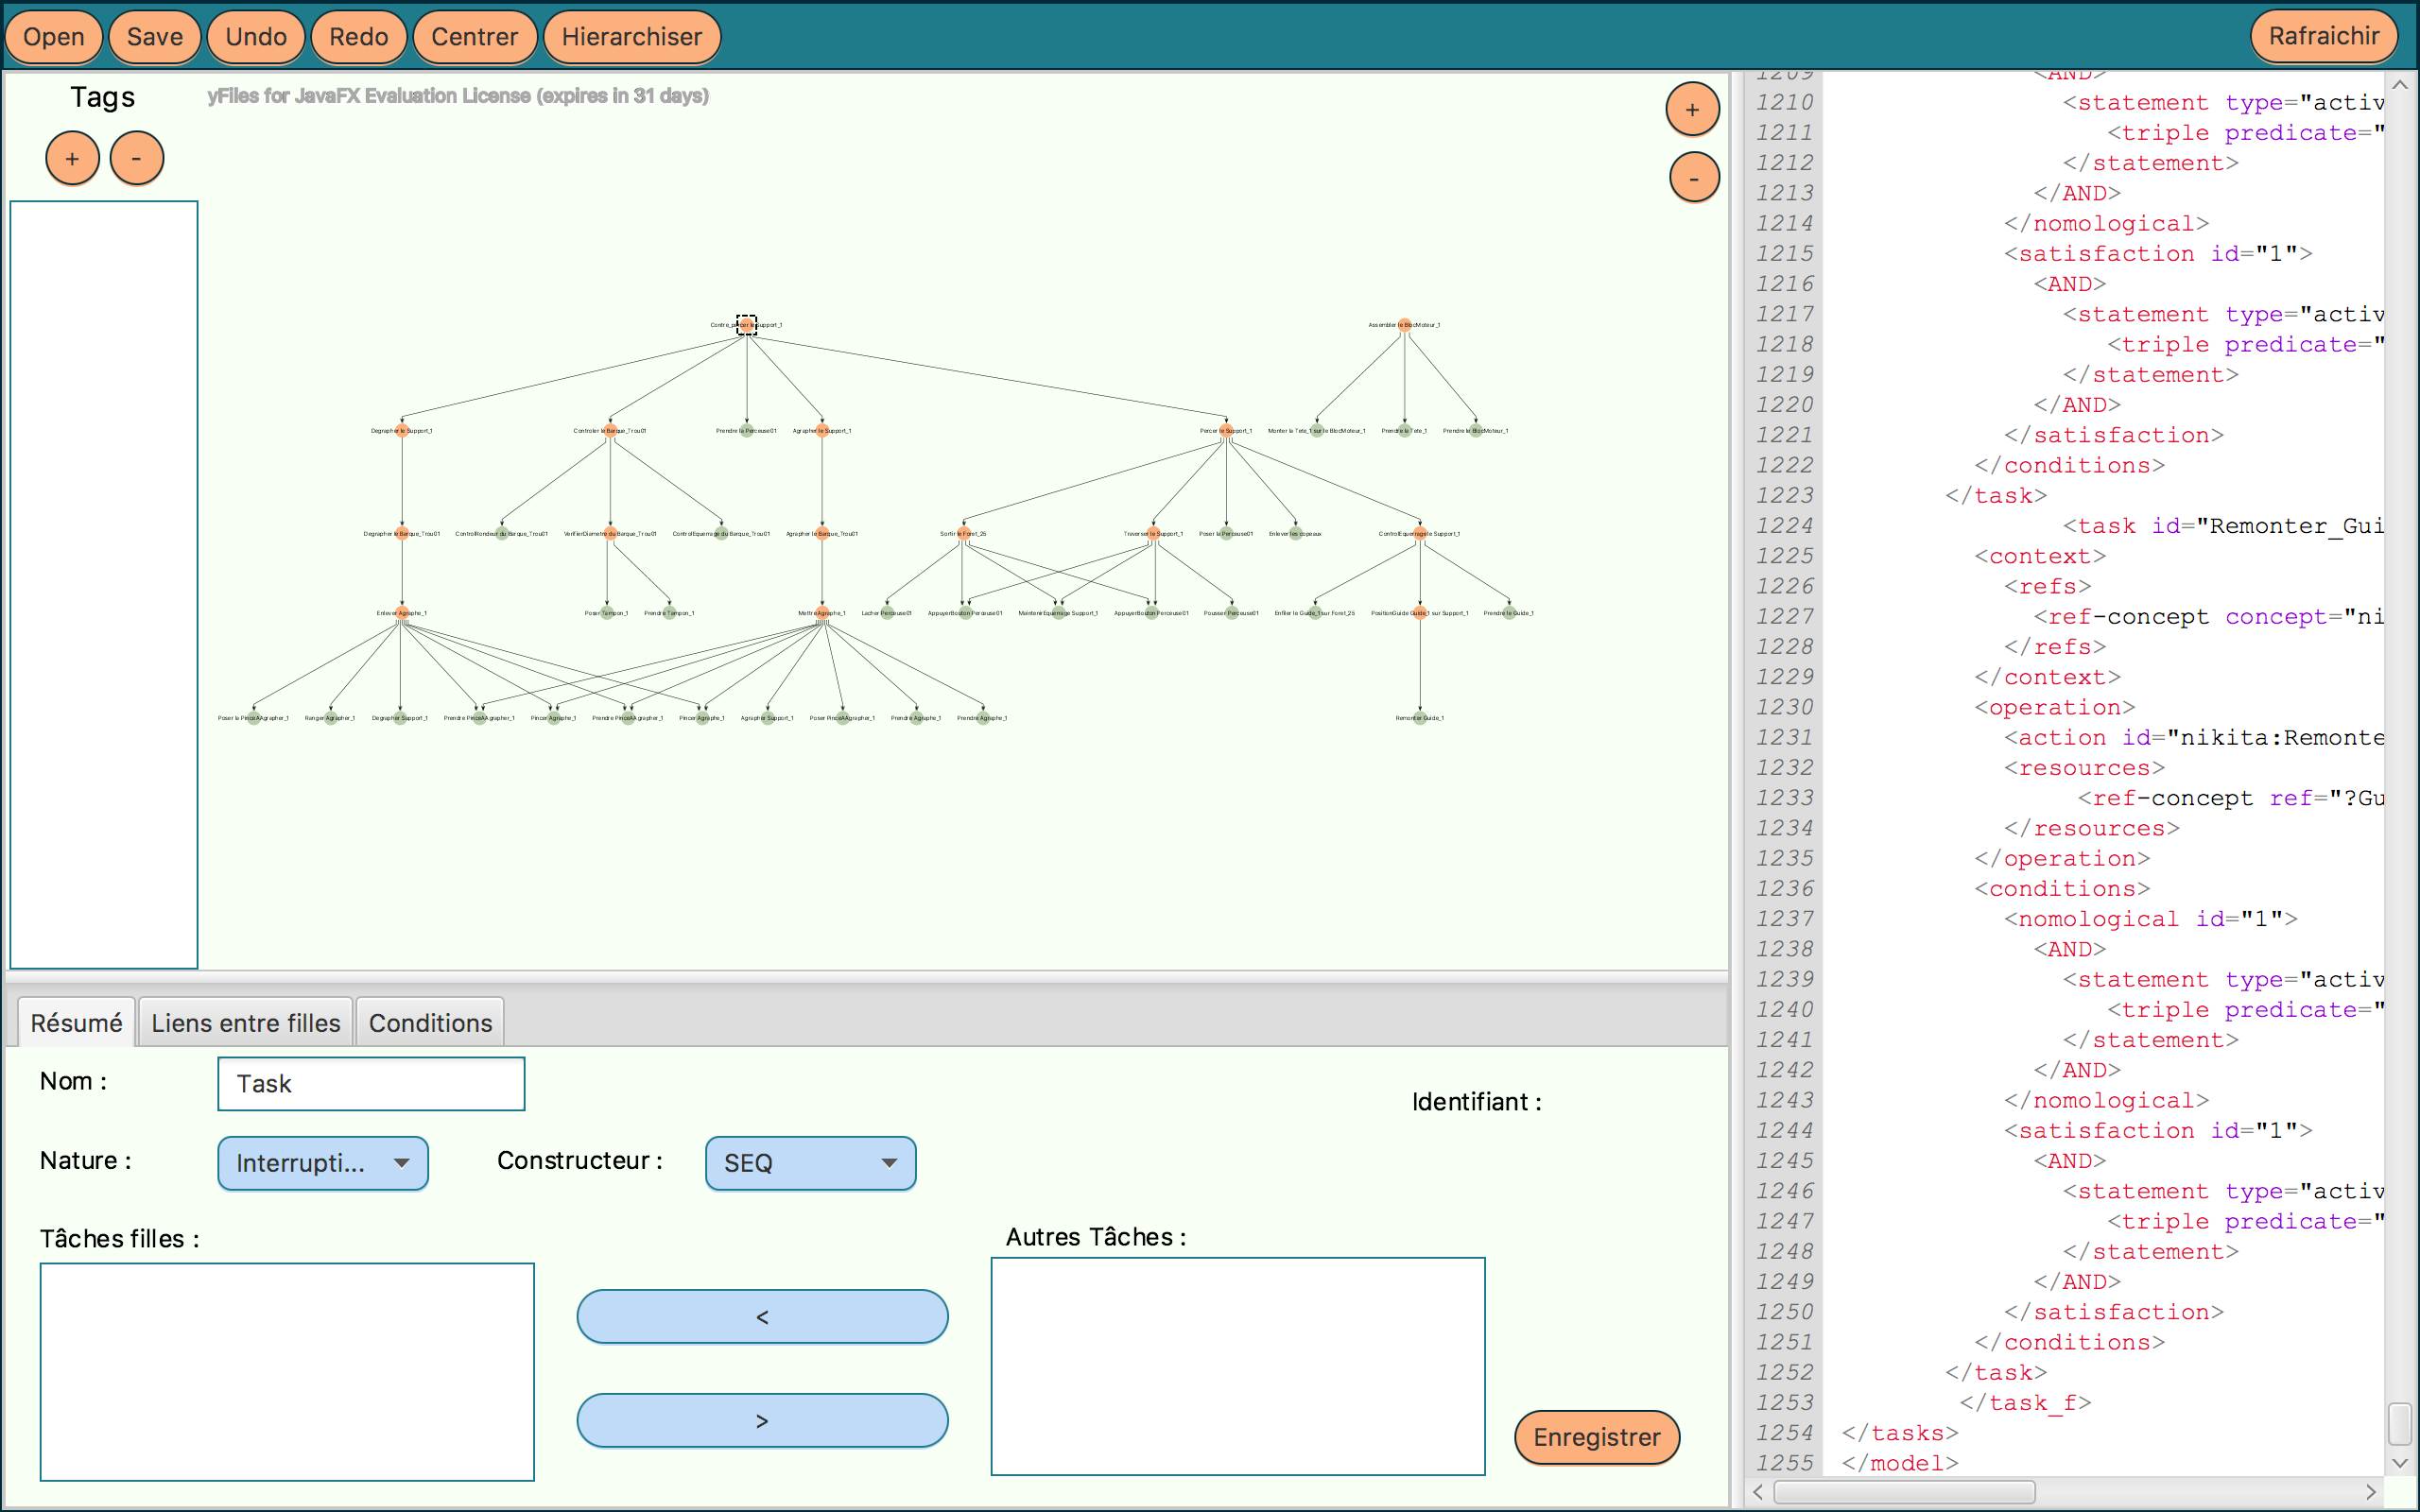 Open Save Undo Redo Centrer Hierarchiser Rafraichir
Tags
+ -
yFiles for JavaFX Evaluation License (expires in 31 days)
+
-
Contre_percer le Support_1 Assembler le BlocMoteur_1
Degrapher le Support_1 Controler le Barque_Trou01 Prendre le Perceuse01 Agrapher le Support_1 Percer le Support_1 Monter la Tete_1 sur le BlocMoteur_1 Prendre la Tete_1 Prendre le BlocMoteur_1
Degrapher le Barque_Trou01 ControlRondeur du Barque_Trou01 VerifierDiametre du Barque_Trou01 ControlEquerrage du Barque_Trou01 Agrapher le Barque_Trou01 Sortir le Foret_25 Traverser le Support_1 Poser la Perceuse01 Enlever les copeaux ControlEquerrage le Support_1
Enlever Agraphe_1 Poser Tampon_1 Prendre Tampon_1 Mettre Agraphe_1 Lacher Perceuse01 AppuyerBouton Perceuse01 MaintenirEquerrage Support_1 AppuyerBouton Perceuse01 Pousser Perceuse01 Enfiler le Guide_1 sur Foret_25 PositionGuide Guide_1 sur Support_1 Prendre le Guide_1
Poser la PinceAAgrapher_1 Ranger Agrapher_1 Degrapher Support_1 Prendre PinceAAgrapher_1 Pincer Agraphe_1 Prendre PinceAAgrapher_1 Pincer Agraphe_1 Agrapher Support_1 Poser PinceAAgrapher_1 Prendre Agraphe_1 Prendre Agraphe_1 Remonter Guide_1
Résumé Liens entre filles Conditions
Nom : Task
Identifiant :
Nature : Interrupti... Constructeur : SEQ
Tâches filles : Autres Tâches :
<
>
Enregistrer
1209 <AND>
1210 <statement type="activ
1211 <triple predicate="
1212 </statement>
1213 </AND>
1214 </nomological>
1215 <satisfaction id="1">
1216 <AND>
1217 <statement type="activ
1218 <triple predicate="
1219 </statement>
1220 </AND>
1221 </satisfaction>
1222 </conditions>
1223 </task>
1224 <task id="Remonter_Gui
1225 <context>
1226 <refs>
1227 <ref-concept concept="ni
1228 </refs>
1229 </context>
1230 <operation>
1231 <action id="nikita:Remonte
1232 <resources>
1233 <ref-concept ref="?Gu
1234 </resources>
1235 </operation>
1236 <conditions>
1237 <nomological id="1">
1238 <AND>
1239 <statement type="activ
1240 <triple predicate="
1241 </statement>
1242 </AND>
1243 </nomological>
1244 <satisfaction id="1">
1245 <AND>
1246 <statement type="activ
1247 <triple predicate="
1248 </statement>
1249 </AND>
1250 </satisfaction>
1251 </conditions>
1252 </task>
1253 </task_f>
1254 </tasks>
1255 </model>